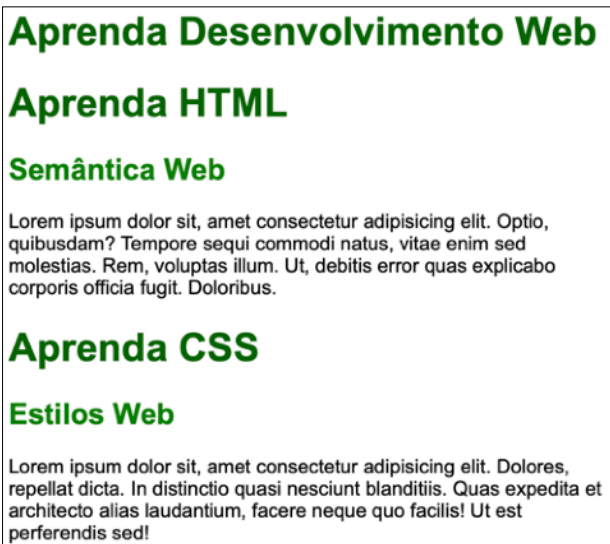 Aprenda Desenvolvimento Web
Aprenda HTML
Semântica Web
Lorem ipsum dolor sit, amet consectetur adipisicing elit. Optio,
quibusdam? Tempore sequi commodi natus, vitae enim sed
molestias. Rem, voluptas illum. Ut, debitis error quas explicabo
corporis officia fugit. Doloribus.
Aprenda CSS
Estilos Web
Lorem ipsum dolor sit, amet consectetur adipisicing elit. Dolores,
repellat dicta. In distinctio quasi nesciunt blanditiis. Quas expedita et
architecto alias laudantium, facere neque quo facilis! Ut est
perferendis sed!